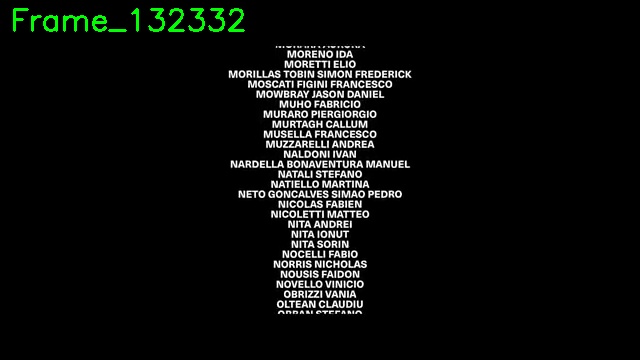 Frame_132332
MORENO IDA
MORETTI ELIO
MORILLAS TOBIN SIMON FREDERICK
MOSCATI FIGINI FRANCESCO
MOWBRAY JASON DANIEL
MUHO FABRICIO
MURARO PIERGIORGIO
MURTAGH CALLUM
MUSELLA FRANCESCO
MUZZARELLI ANDREA
NALDONI IVAN
NARDELLA BONAVENTURA MANUEL
NATALI STEFANO
NATIELLO MARTINA
NETO GONCALVES SIMAO PEDRO
NICOLAS FABIEN
NICOLETTI MATTEO
NITA ANDREI
NITA IONUT
NITA SORIN
NOCELLI FABIO
NORRIS NICHOLAS
NOUSIS FAIDON
NOVELLO VINICIO
OBRIZZI VANIA
OLTEAN CLAUDIU